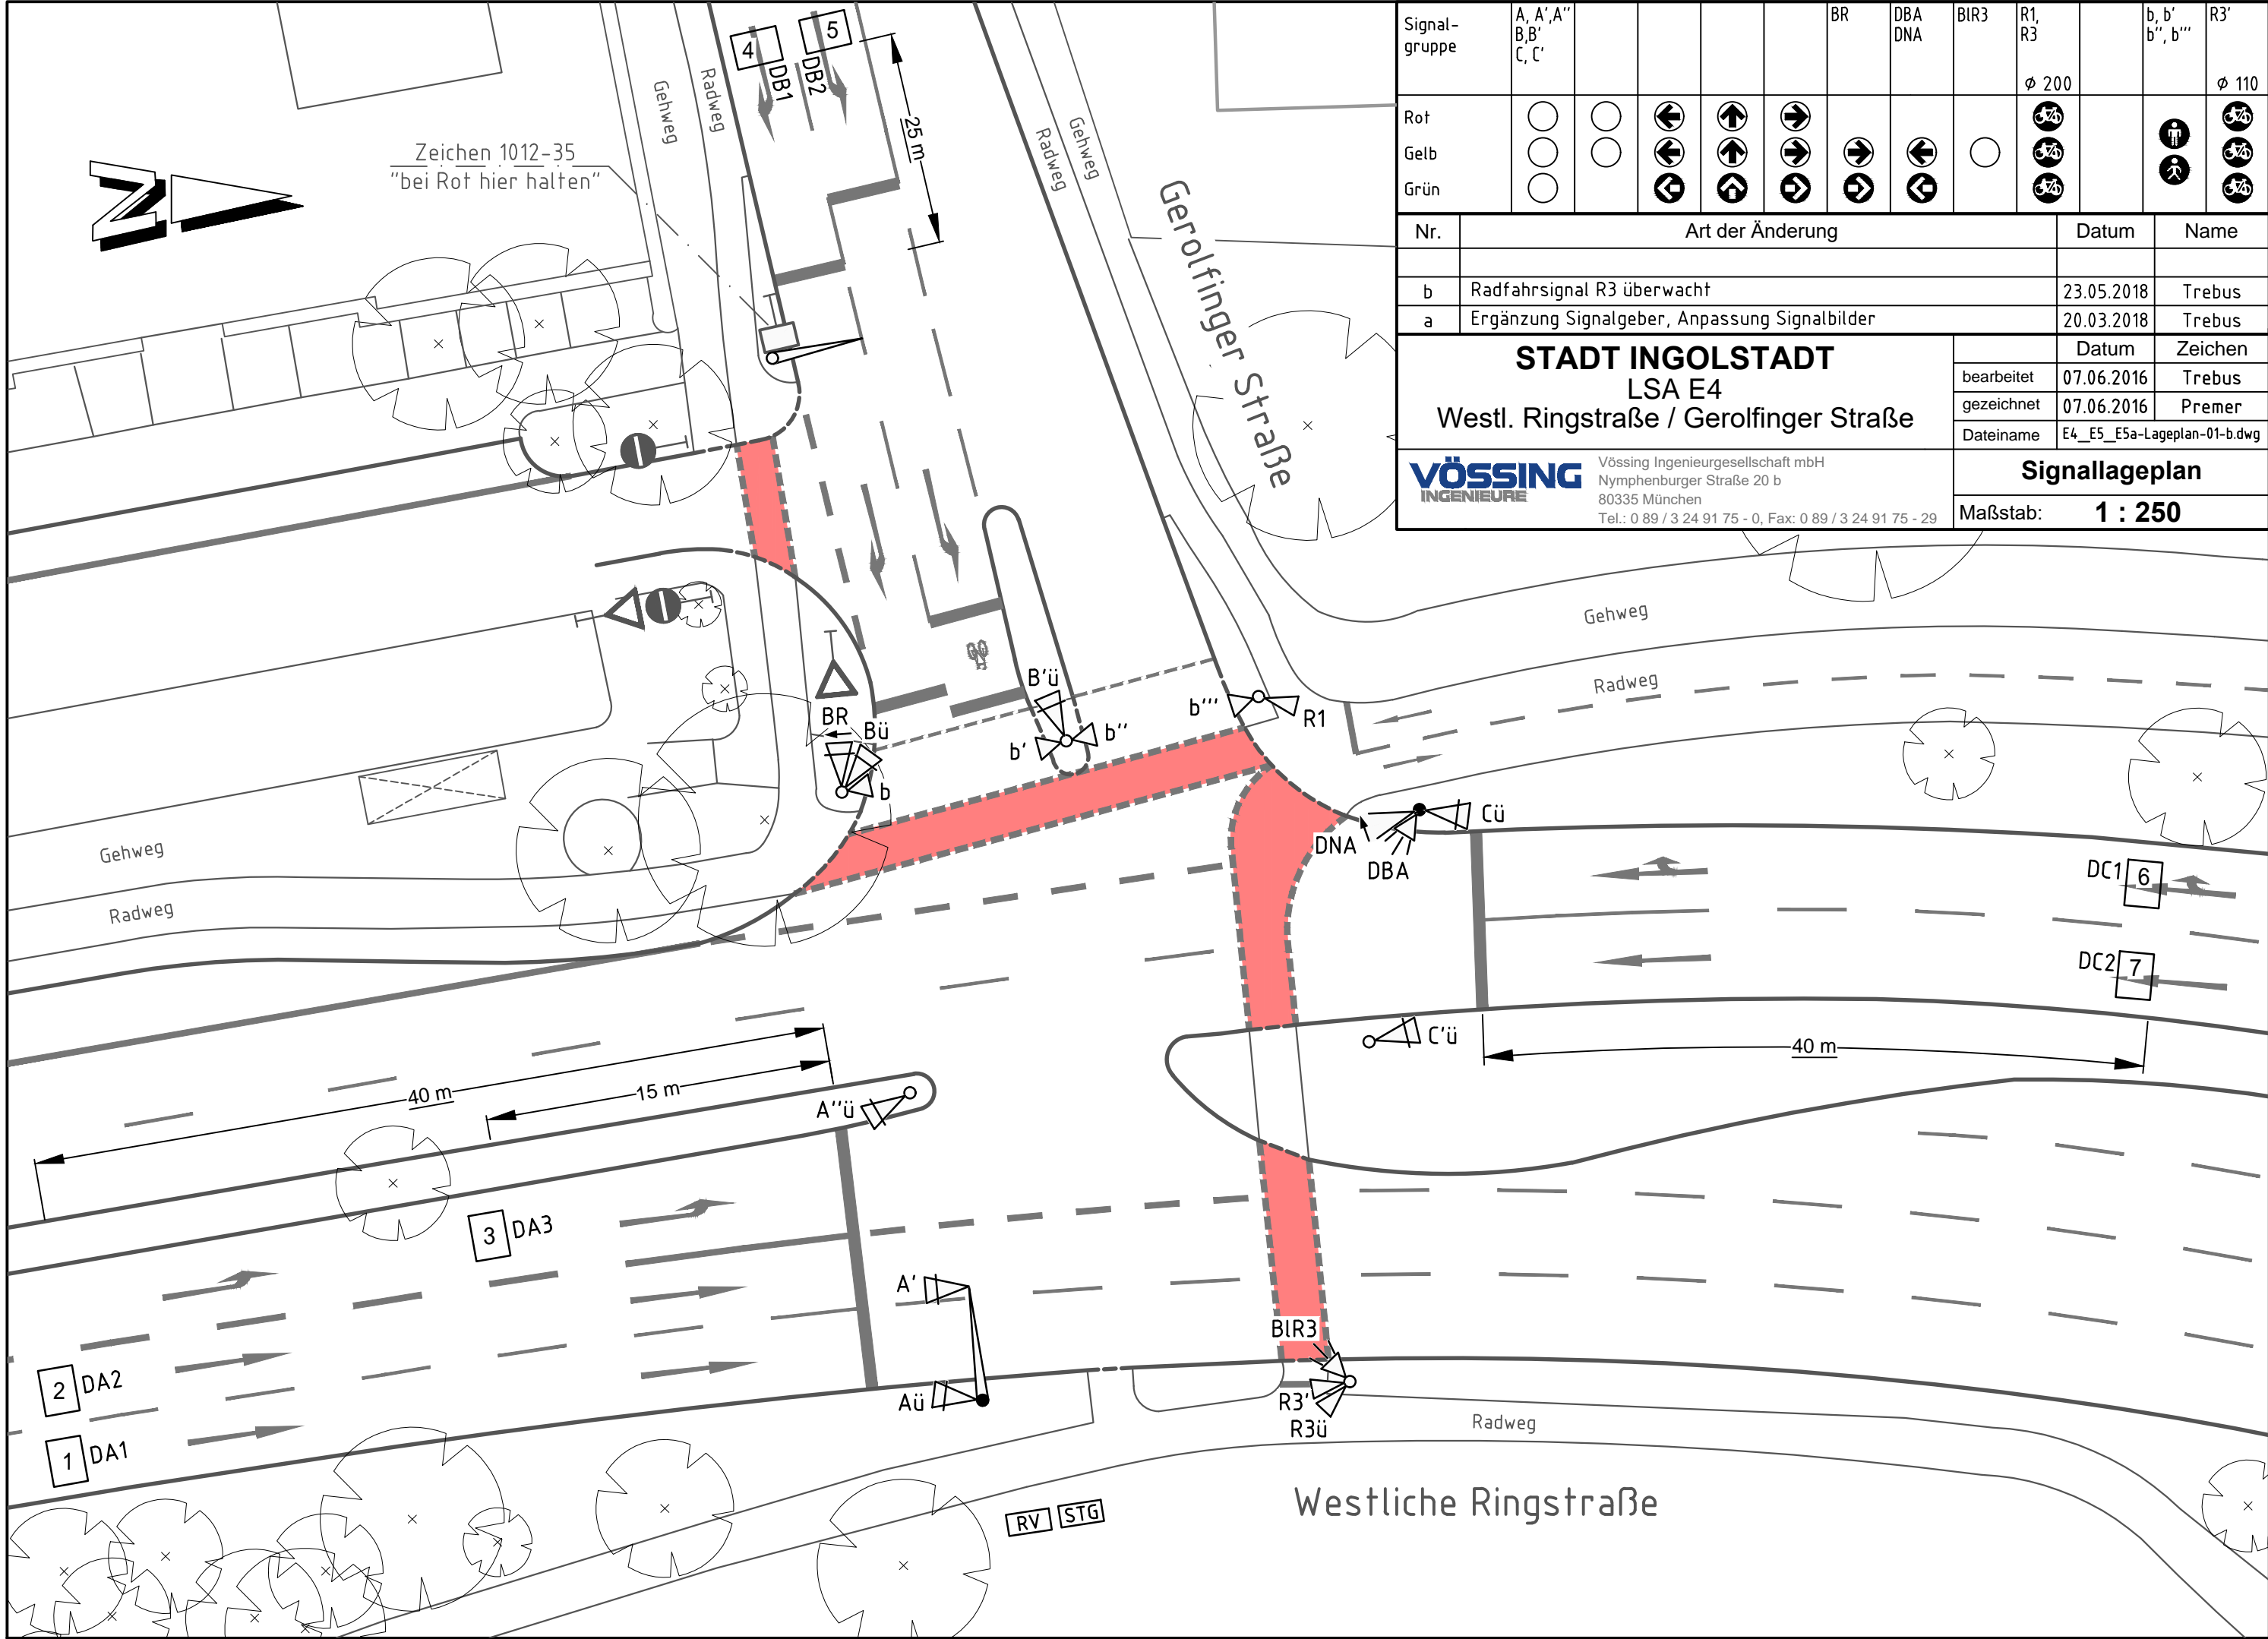 Signal-
gruppe
A, A',A''
B,B'
C, C'
BR
DBA
DNA
BlR3
R1,
R3
ϕ 200
b, b'
b'', b'''
R3'
ϕ 110
Rot
Gelb
Grün
Nr.
Art der Änderung
Datum
Name
b
Radfahrsignal R3 überwacht
23.05.2018
Trebus
a
Ergänzung Signalgeber, Anpassung Signalbilder
20.03.2018
Trebus
STADT INGOLSTADT
LSA E4
Westl. Ringstraße / Gerolfinger Straße
Datum
Zeichen
bearbeitet
07.06.2016
Trebus
gezeichnet
07.06.2016
Premer
Dateiname
E4__E5__E5a-Lageplan-01-b.dwg
VÖSSING
INGENIEURE
Vössing Ingenieurgesellschaft mbH
Nymphenburger Straße 20 b
80335 München
Tel.: 0 89 / 3 24 91 75 - 0, Fax: 0 89 / 3 24 91 75 - 29
Signallageplan
Maßstab:
1 : 250
4
DB1
5
DB2
25 m
Gehweg
Radweg
Radweg
Gehweg
Zeichen 1012-35
"bei Rot hier halten"
N
Gerolfinger Straße
Gehweg
Radweg
B'ü
b'
b''
b'''
R1
BR
Bü
b
DNA
DBA
Cü
Gehweg
Radweg
DC1
6
DC2
7
C'ü
40 m
40 m
15 m
A''ü
3
DA3
A'
Aü
2
DA2
1
DA1
BlR3
R3'
R3ü
Radweg
RV
STG
Westliche Ringstraße